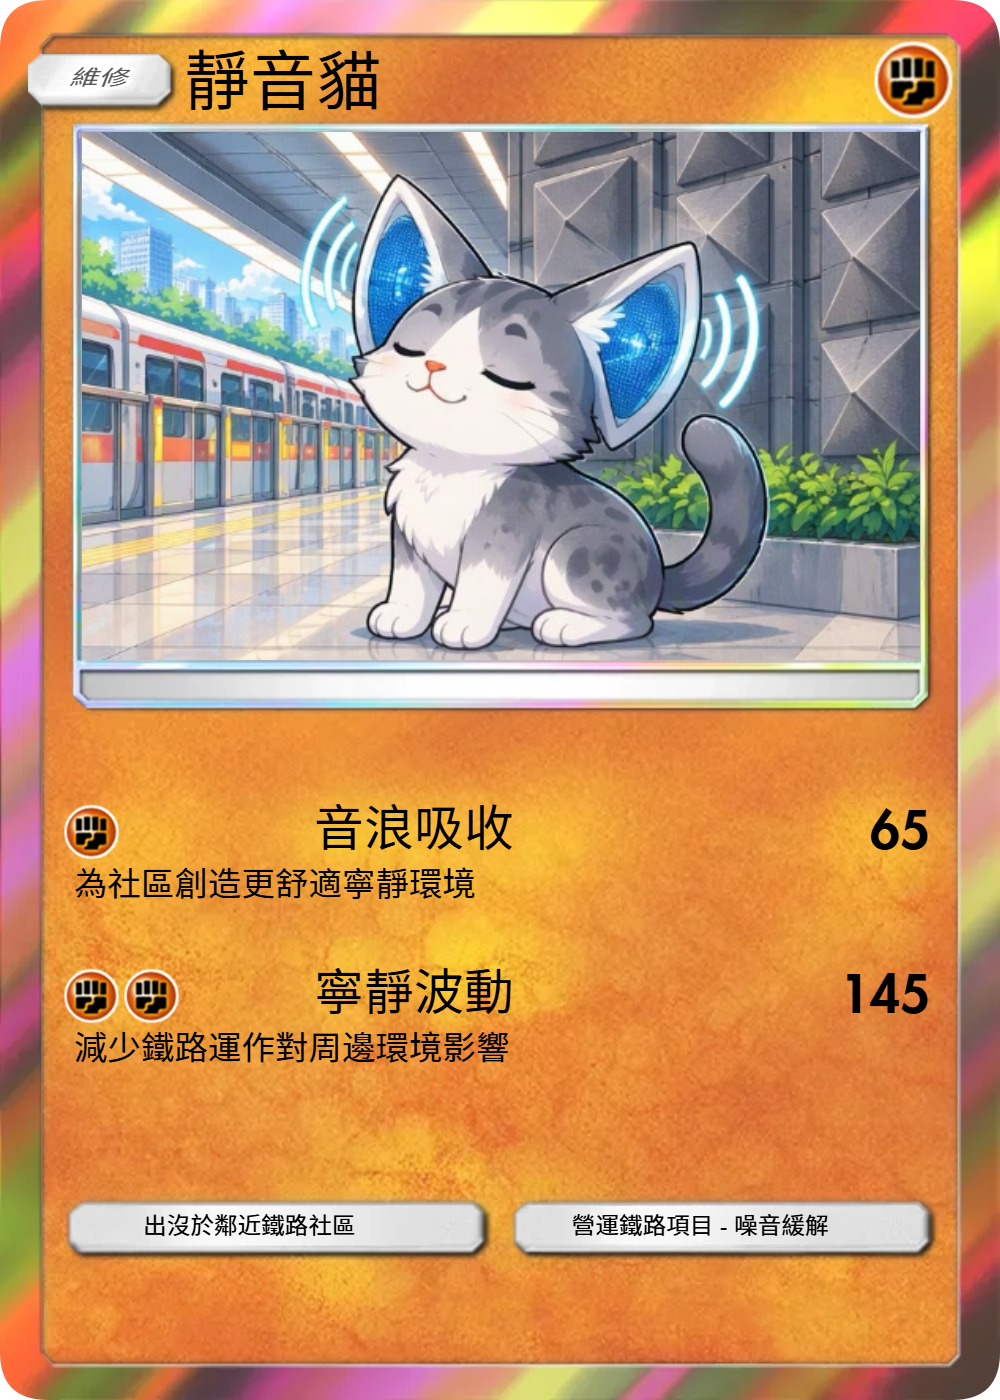 維修
靜音貓
音浪吸收 65
為社區創造更舒適寧靜環境
寧靜波動 145
減少鐵路運作對周邊環境影響
出沒於鄰近鐵路社區
營運鐵路項目 - 噪音緩解